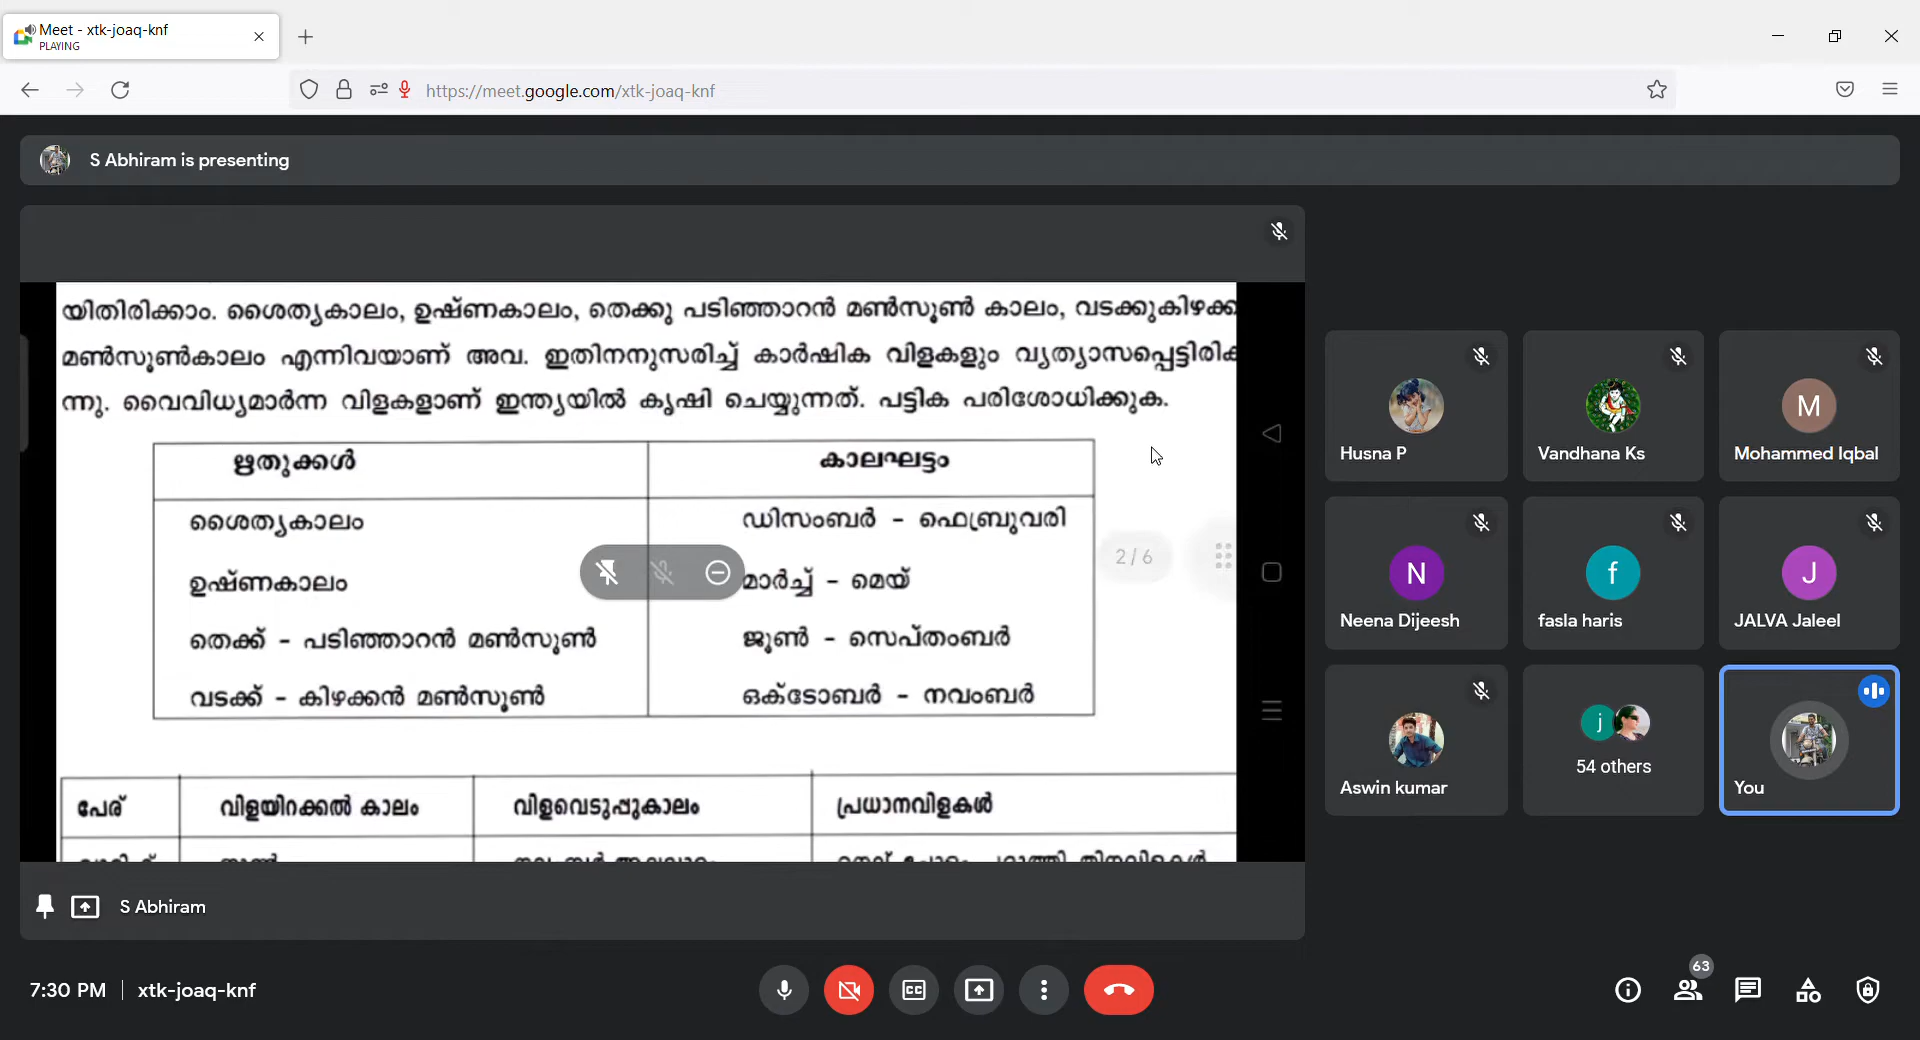 Meet - xtk-joaq-knf
PLAYING
https://meet.google.com/xtk-joaq-knf
S Abhiram is presenting
യിതിരിക്കാം. ശൈത്യകാലം, ഉഷ്ണകാലം, തെക്കു പടിഞ്ഞാറൻ മൺസൂൺ കാലം, വടക്കുകിഴക്ക
മൺസൂൺകാലം എന്നിവയാണ് അവ. ഇതിനനുസരിച്ച് കാർഷിക വിളകളും വ്യത്യാസപ്പെട്ടിരിക
ന്നു. വൈവിധ്യമാർന്ന വിളകളാണ് ഇന്ത്യയിൽ കൃഷി ചെയ്യുന്നത്. പട്ടിക പരിശോധിക്കുക.
ഋതുക്കൾ കാലഘട്ടം
ശൈത്യകാലം ഡിസംബർ - ഫെബ്രുവരി
ഉഷ്ണകാലം മാർച്ച് - മെയ്
തെക്ക് - പടിഞ്ഞാറൻ മൺസൂൺ ജൂൺ - സെപ്തംബർ
വടക്ക് - കിഴക്കൻ മൺസൂൺ ഒക്ടോബർ - നവംബർ
2/6
പേര് വിളയിറക്കൽ കാലം വിളവെടുപ്പുകാലം പ്രധാനവിളകൾ
S Abhiram
Husna P
Vandhana Ks
M
Mohammed Iqbal
N
Neena Dijeesh
f
fasla haris
J
JALVA Jaleel
Aswin kumar
j
54 others
You
7:30 PM | xtk-joaq-knf
CC
63